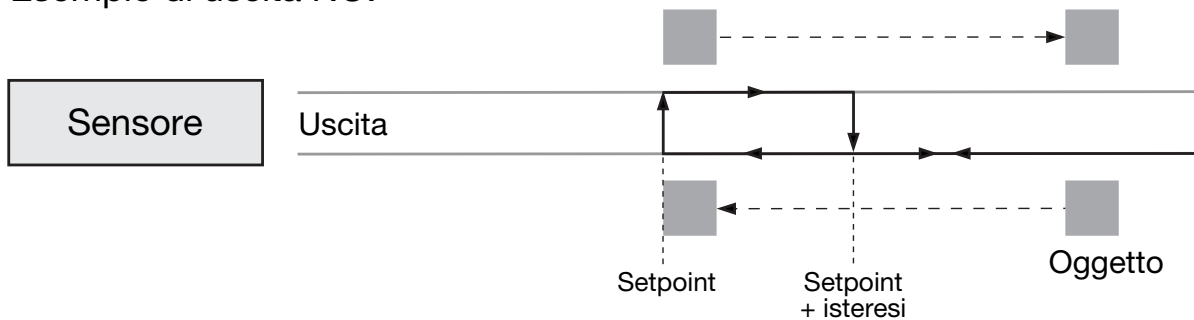 Sensore
Uscita
Setpoint
Setpoint
+ isteresi
Oggetto